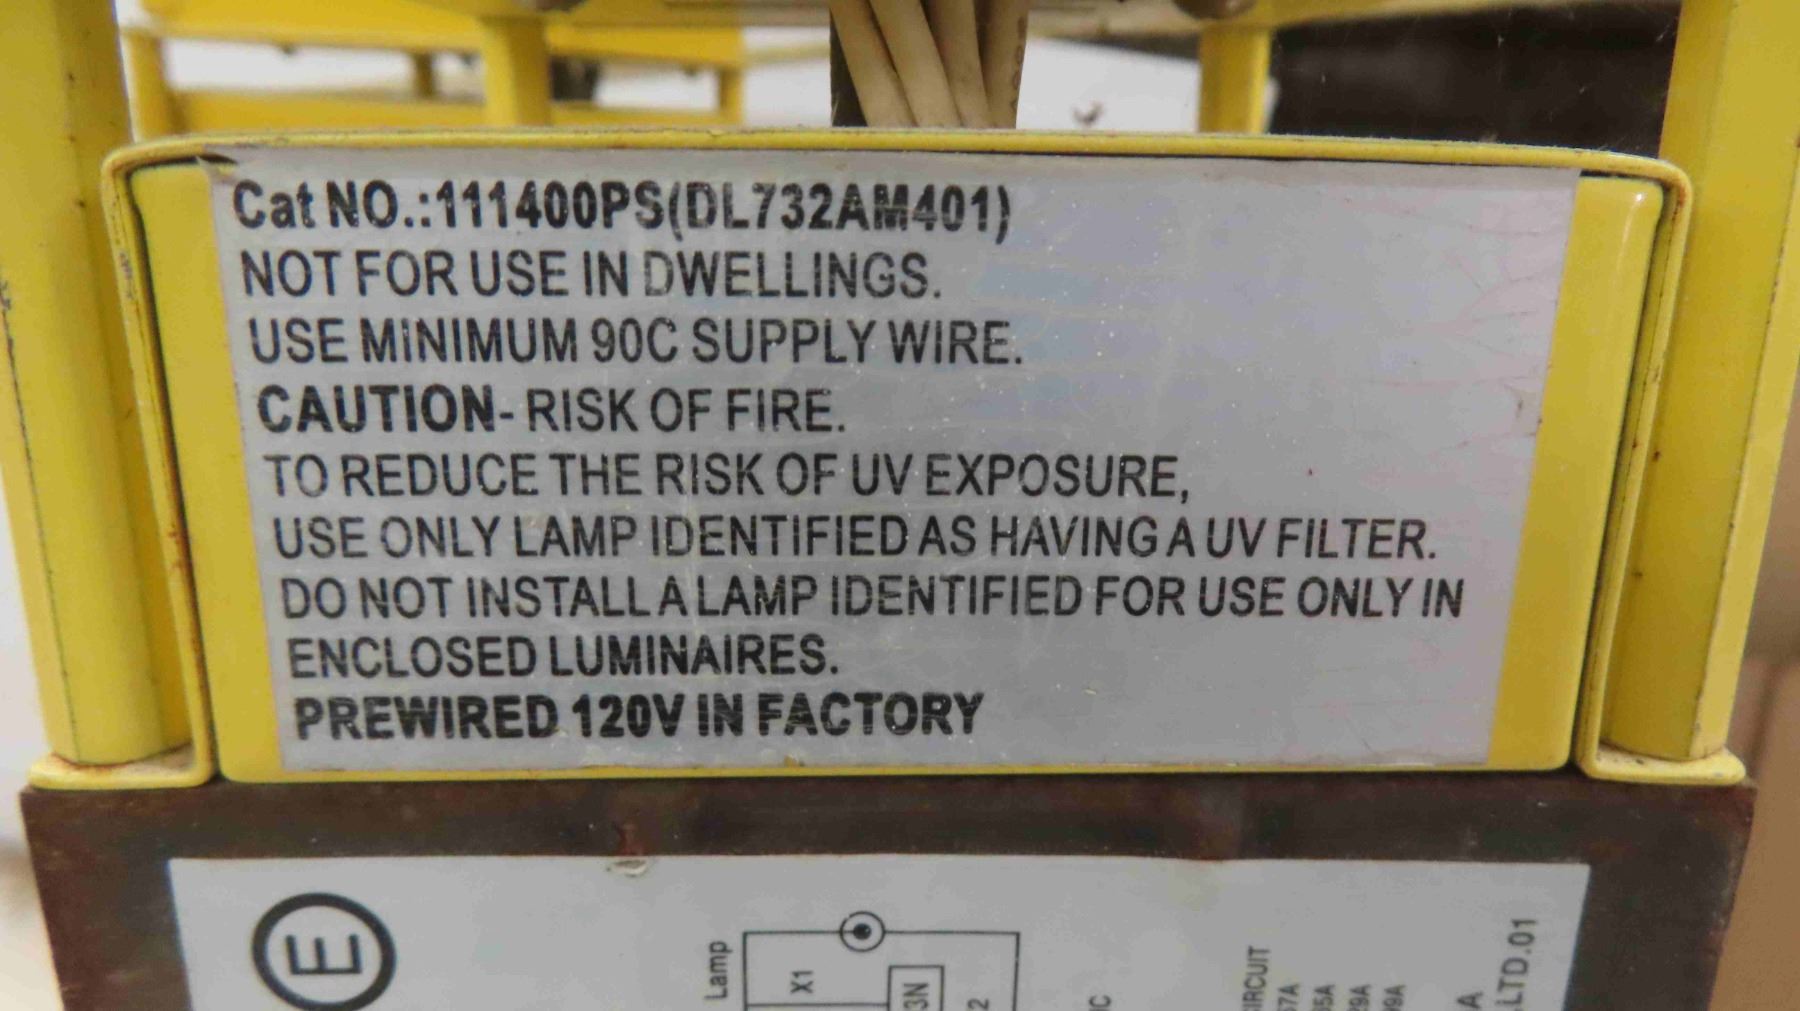 Cat NO.:111400PS(DL732AM401)
NOT FOR USE IN DWELLINGS.
USE MINIMUM 90C SUPPLY WIRE.
CAUTION- RISK OF FIRE.
TO REDUCE THE RISK OF UV EXPOSURE,
USE ONLY LAMP IDENTIFIED AS HAVING A UV FILTER.
DO NOT INSTALL A LAMP IDENTIFIED FOR USE ONLY IN
ENCLOSED LUMINAIRES.
PREWIRED 120V IN FACTORY
E
Lamp
X1
LTD.01